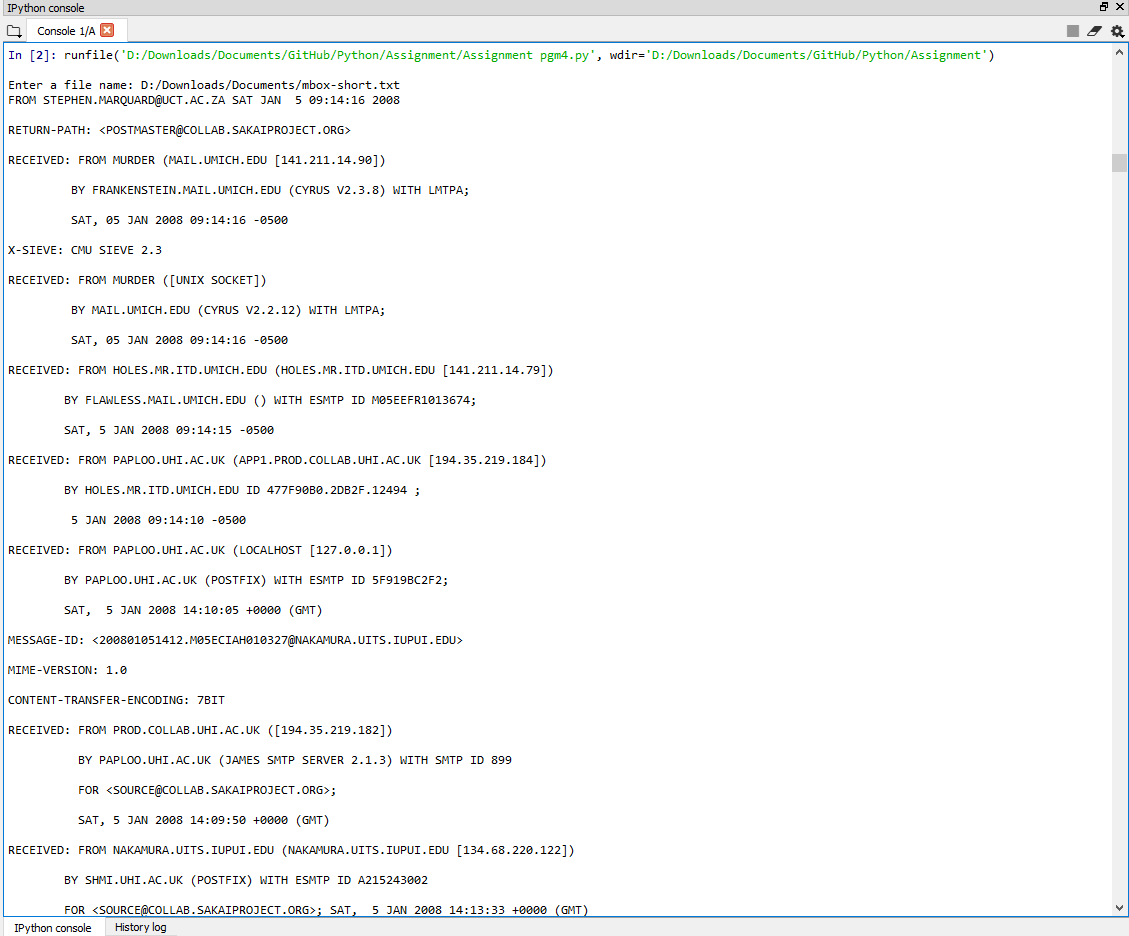 IPython console
Console 1/A
In [2]: runfile('D:/Downloads/Documents/GitHub/Python/Assignment/Assignment pgm4.py', wdir='D:/Downloads/Documents/GitHub/Python/Assignment')
Enter a file name: D:/Downloads/Documents/mbox-short.txt
FROM STEPHEN.MARQUARD@UCT.AC.ZA SAT JAN  5 09:14:16 2008
RETURN-PATH: <POSTMASTER@COLLAB.SAKAIPROJECT.ORG>
RECEIVED: FROM MURDER (MAIL.UMICH.EDU [141.211.14.90])
BY FRANKENSTEIN.MAIL.UMICH.EDU (CYRUS V2.3.8) WITH LMTPA;
SAT, 05 JAN 2008 09:14:16 -0500
X-SIEVE: CMU SIEVE 2.3
RECEIVED: FROM MURDER ([UNIX SOCKET])
BY MAIL.UMICH.EDU (CYRUS V2.2.12) WITH LMTPA;
SAT, 05 JAN 2008 09:14:16 -0500
RECEIVED: FROM HOLES.MR.ITD.UMICH.EDU (HOLES.MR.ITD.UMICH.EDU [141.211.14.79])
BY FLAWLESS.MAIL.UMICH.EDU () WITH ESMTP ID M05EEFR1013674;
SAT, 5 JAN 2008 09:14:15 -0500
RECEIVED: FROM PAPLOO.UHI.AC.UK (APP1.PROD.COLLAB.UHI.AC.UK [194.35.219.184])
BY HOLES.MR.ITD.UMICH.EDU ID 477F90B0.2DB2F.12494 ;
5 JAN 2008 09:14:10 -0500
RECEIVED: FROM PAPLOO.UHI.AC.UK (LOCALHOST [127.0.0.1])
BY PAPLOO.UHI.AC.UK (POSTFIX) WITH ESMTP ID 5F919BC2F2;
SAT,  5 JAN 2008 14:10:05 +0000 (GMT)
MESSAGE-ID: <200801051412.M05ECIAH010327@NAKAMURA.UITS.IUPUI.EDU>
MIME-VERSION: 1.0
CONTENT-TRANSFER-ENCODING: 7BIT
RECEIVED: FROM PROD.COLLAB.UHI.AC.UK ([194.35.219.182])
BY PAPLOO.UHI.AC.UK (JAMES SMTP SERVER 2.1.3) WITH SMTP ID 899
FOR <SOURCE@COLLAB.SAKAIPROJECT.ORG>;
SAT, 5 JAN 2008 14:09:50 +0000 (GMT)
RECEIVED: FROM NAKAMURA.UITS.IUPUI.EDU (NAKAMURA.UITS.IUPUI.EDU [134.68.220.122])
BY SHMI.UHI.AC.UK (POSTFIX) WITH ESMTP ID A215243002
FOR <SOURCE@COLLAB.SAKAIPROJECT.ORG>; SAT,  5 JAN 2008 14:13:33 +0000 (GMT)
IPython console
History log